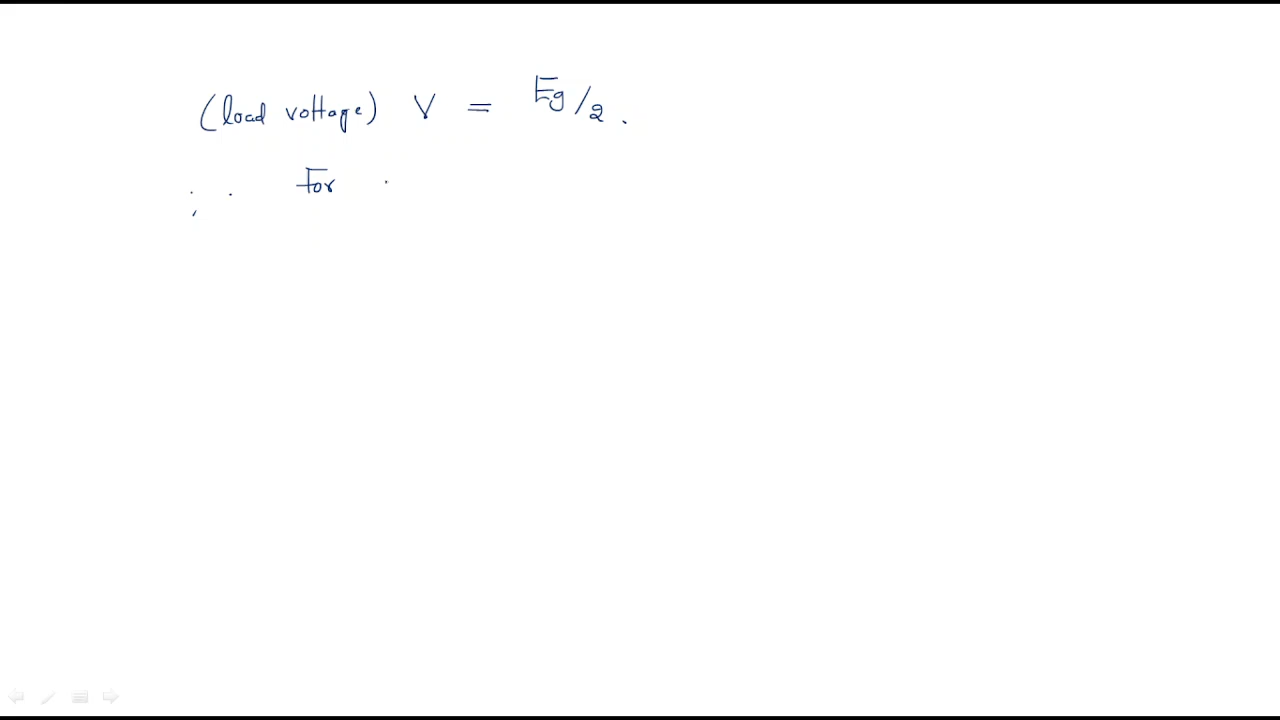 (load voltage) V = Eg/2.
∴ For